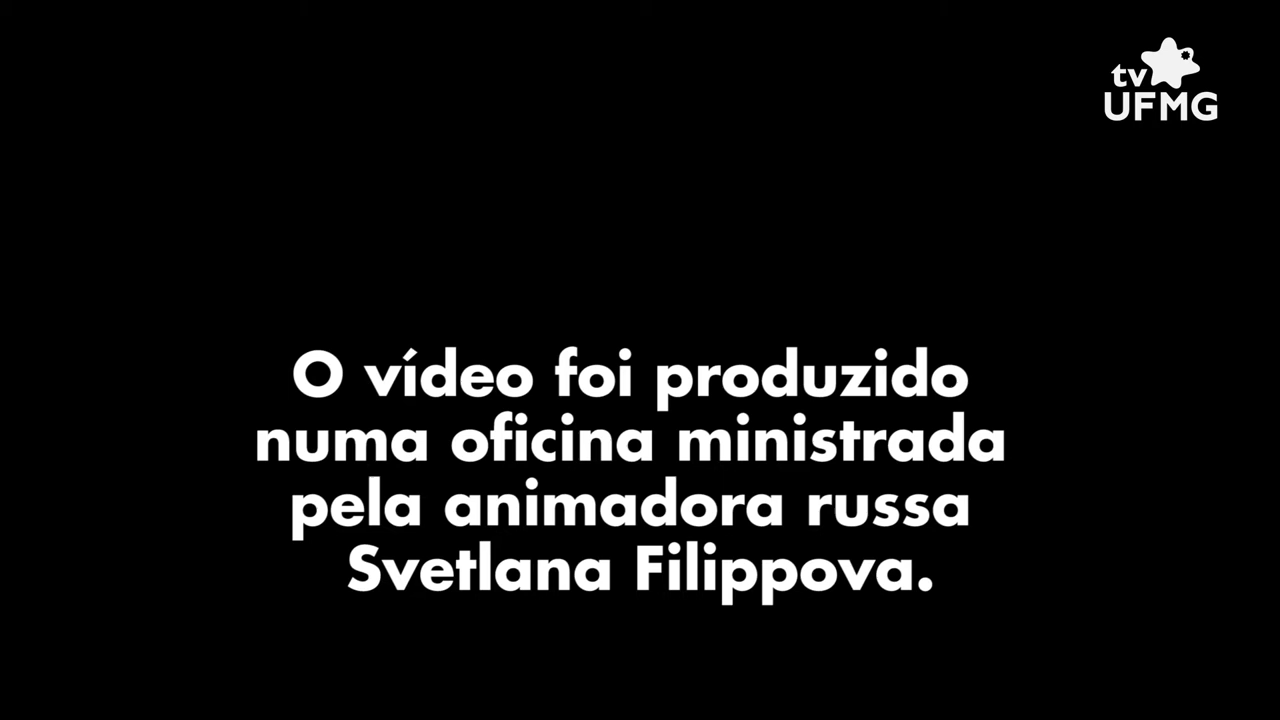 tv
UFMG
O vídeo foi produzido
numa oficina ministrada
pela animadora russa
Svetlana Filippova.